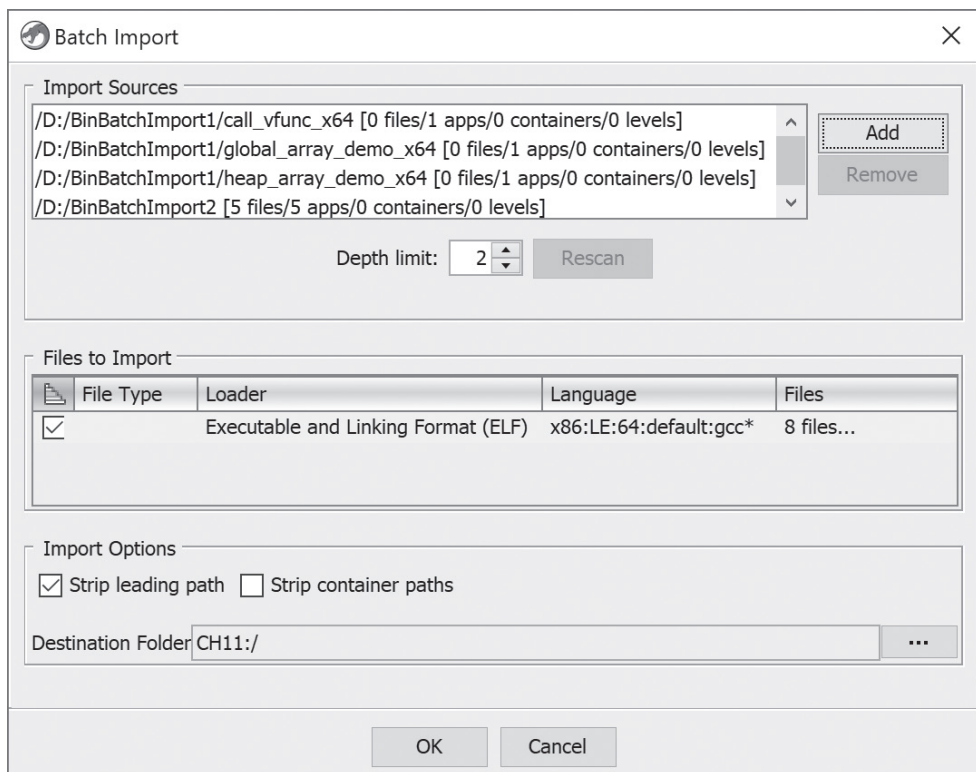 Batch Import
Import Sources
/D:/BinBatchImport1/call_vfunc_x64 [0 files/1 apps/0 containers/0 levels]
/D:/BinBatchImport1/global_array_demo_x64 [0 files/1 apps/0 containers/0 levels]
/D:/BinBatchImport1/heap_array_demo_x64 [0 files/1 apps/0 containers/0 levels]
/D:/BinBatchImport2 [5 files/5 apps/0 containers/0 levels]
Add
Remove
Depth limit: 2 Rescan
Files to Import
File Type Loader Language Files
Executable and Linking Format (ELF) x86:LE:64:default:gcc* 8 files...
Import Options
Strip leading path Strip container paths
Destination Folder CH11:/ ...
OK Cancel